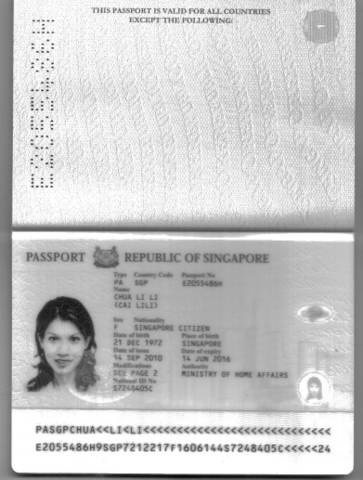 THIS PASSPORT IS VALID FOR ALL COUNTRIES
EXCEPT THE FOLLOWING:
E2055486H
PASSPORT REPUBLIC OF SINGAPORE
Type Country Code Passport No
PA SGP E2055486H
Name
CHUA LI LI
(CAI LILI)
Sex Nationality
F SINGAPORE CITIZEN
Date of birth Place of birth
21 DEC 1972 SINGAPORE
Date of issue Date of expiry
14 SEP 2010 14 JUN 2016
Modifications Authority
SEE PAGE 2 MINISTRY OF HOME AFFAIRS
National ID No
S7248405C
PASGPCHUA<<LI<LI<<<<<<<<<<<<<<<<<<<<<<<<<<<<
E2055486H9SGP7212217F1606144S7248405C<<<<<24